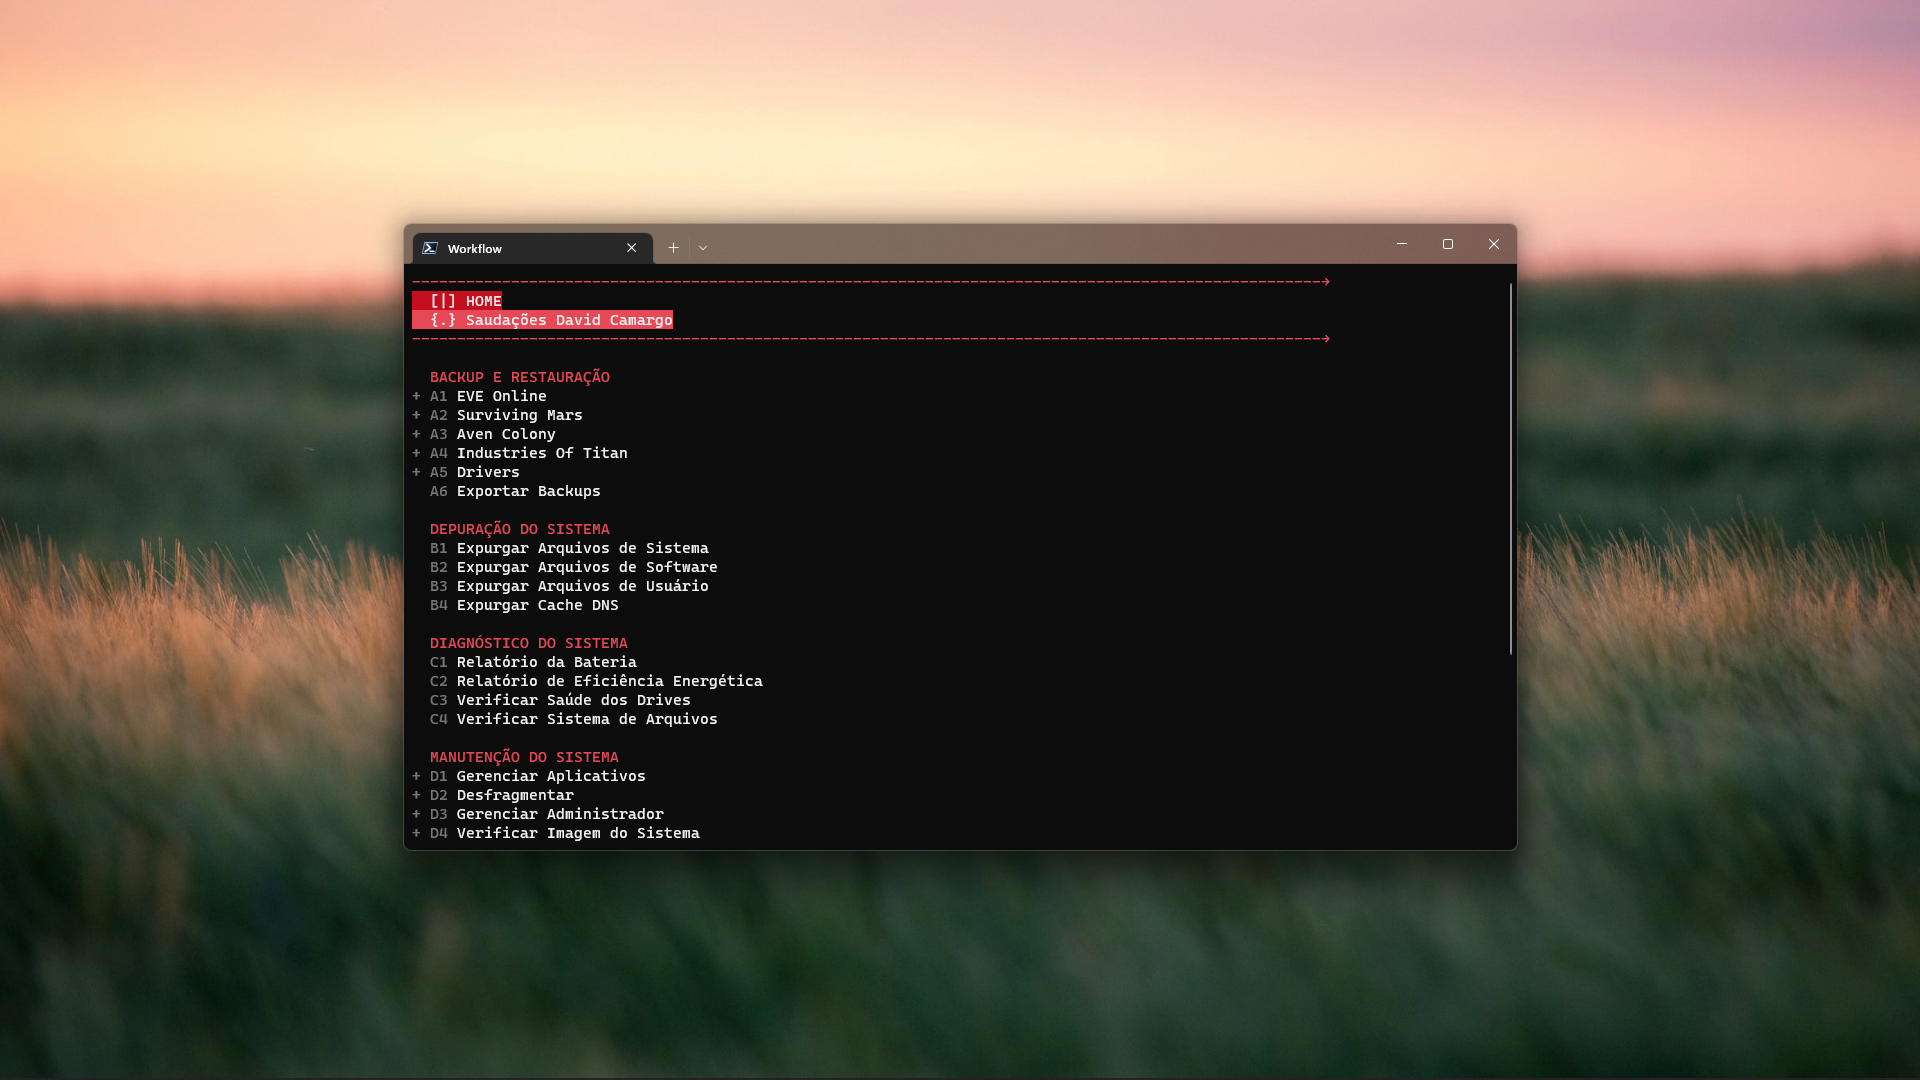 Workflow
[|] HOME
{.} Saudações David Camargo
BACKUP E RESTAURAÇÃO
+ A1 EVE Online
+ A2 Surviving Mars
+ A3 Aven Colony
+ A4 Industries Of Titan
+ A5 Drivers
A6 Exportar Backups
DEPURAÇÃO DO SISTEMA
B1 Expurgar Arquivos de Sistema
B2 Expurgar Arquivos de Software
B3 Expurgar Arquivos de Usuário
B4 Expurgar Cache DNS
DIAGNÓSTICO DO SISTEMA
C1 Relatório da Bateria
C2 Relatório de Eficiência Energética
C3 Verificar Saúde dos Drives
C4 Verificar Sistema de Arquivos
MANUTENÇÃO DO SISTEMA
+ D1 Gerenciar Aplicativos
+ D2 Desfragmentar
+ D3 Gerenciar Administrador
+ D4 Verificar Imagem do Sistema